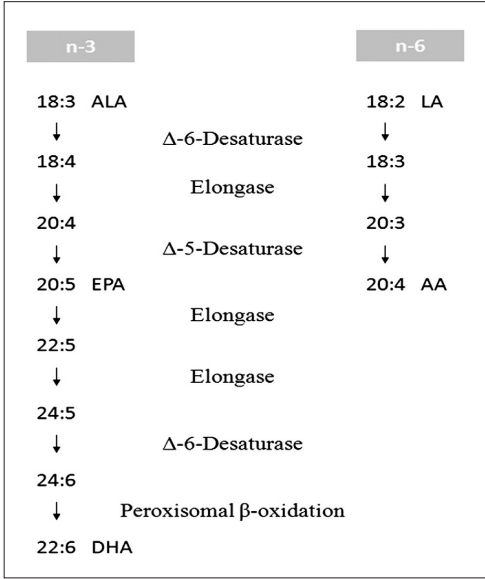 n-3 n-6
18:3 ALA 18:2 LA
↓ Δ-6-Desaturase ↓
18:4 18:3
↓ Elongase ↓
20:4 20:3
↓ Δ-5-Desaturase ↓
20:5 EPA 20:4 AA
↓ Elongase
22:5
↓ Elongase
24:5
↓ Δ-6-Desaturase
24:6
↓ Peroxisomal β-oxidation
22:6 DHA